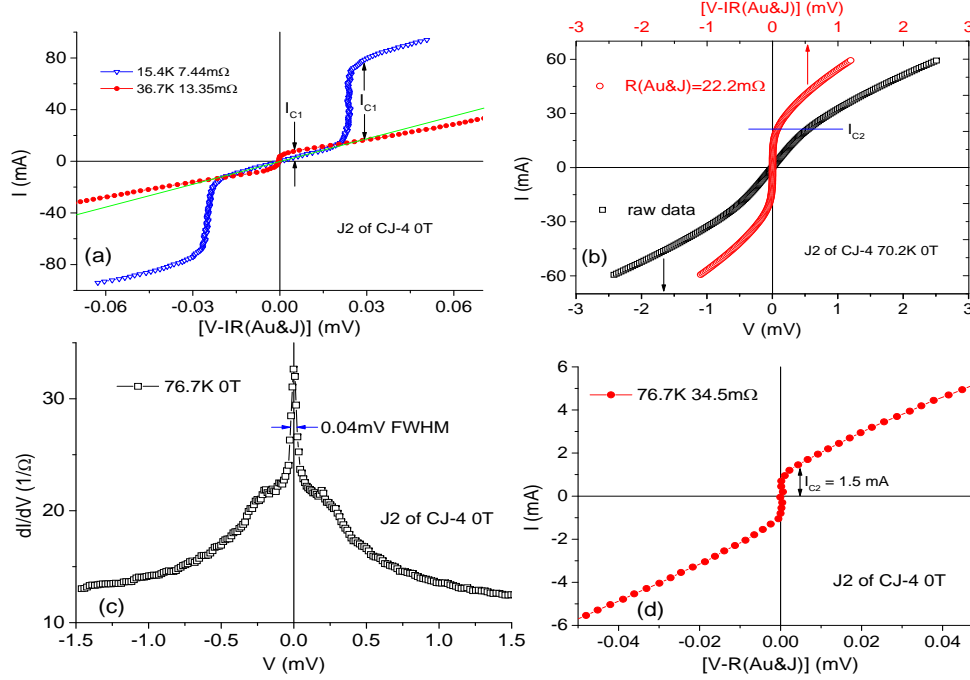 [V-IR(Au&J)] (mV)
-3 -2 -1 0 1 2 3
(a)
80
40
0
-40
-80
I (mA)
15.4K 7.44mΩ
36.7K 13.35mΩ
I_C1
I_C1
J2 of CJ-4 0T
-0.06 -0.03 0.00 0.03 0.06
[V-IR(Au&J)] (mV)
(b)
60
30
0
-30
-60
I (mA)
R(Au&J)=22.2mΩ
I_C2
raw data
J2 of CJ-4 70.2K 0T
-3 -2 -1 0 1 2 3
V (mV)
(c)
30
20
10
dI/dV (1/Ω)
76.7K 0T
0.04mV FWHM
J2 of CJ-4 0T
-1.5 -1.0 -0.5 0.0 0.5 1.0 1.5
V (mV)
(d)
6
4
2
0
-2
-4
-6
I (mA)
76.7K 34.5mΩ
I_C2 = 1.5 mA
J2 of CJ-4 0T
-0.04 -0.02 0.00 0.02 0.04
[V-R(Au&J)] (mV)